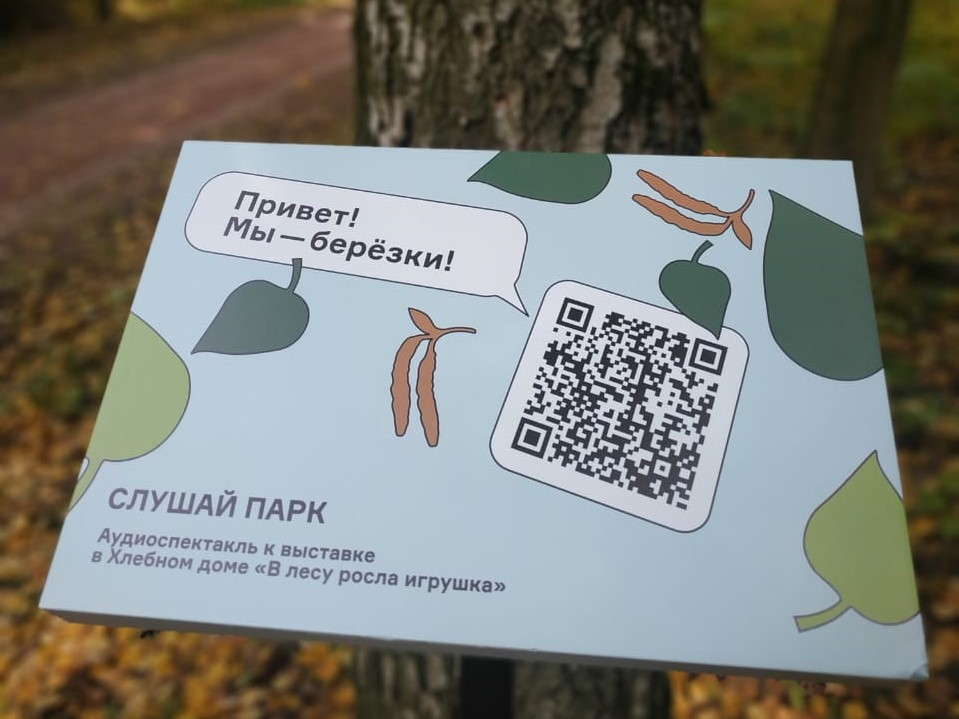 Привет!
Мы — берёзки!
СЛУШАЙ ПАРК
Аудиоспектакль к выставке
в Хлебном доме «В лесу росла игрушка»